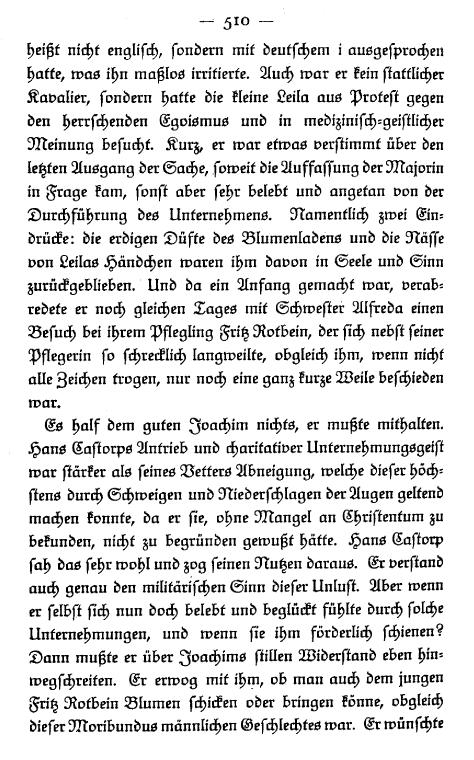 — 510 —
heißt nicht englisch, sondern mit deutschem i ausgesprochen
hatte, was ihn maßlos irritierte. Auch war er kein stattlicher
Kavalier, sondern hatte die kleine Leila aus Protest gegen
den herrschenden Egoismus und in medizinisch-geistlicher
Meinung besucht. Kurz, er war etwas verstimmt über den
letzten Ausgang der Sache, soweit die Auffassung der Majorin
in Frage kam, sonst aber sehr belebt und angetan von der
Durchführung des Unternehmens. Namentlich zwei Ein-
drücke: die erdigen Düfte des Blumenladens und die Nässe
von Leilas Händchen waren ihm davon in Seele und Sinn
zurückgeblieben. Und da ein Anfang gemacht war, verab-
redete er noch gleichen Tages mit Schwester Alfreda einen
Besuch bei ihrem Pflegling Fritz Rotbein, der sich nebst seiner
Pflegerin so schrecklich langweilte, obgleich ihm, wenn nicht
alle Zeichen trogen, nur noch eine ganz kurze Weile beschieden
war.
Es half dem guten Joachim nichts, er mußte mithalten.
Hans Castorps Antrieb und charitativer Unternehmungsgeist
war stärker als seines Vetters Abneigung, welche dieser höch-
stens durch Schweigen und Niederschlagen der Augen geltend
machen konnte, da er sie, ohne Mangel an Christentum zu
bekunden, nicht zu begründen gewußt hätte. Hans Castorp
sah das sehr wohl und zog seinen Nutzen daraus. Er verstand
auch genau den militärischen Sinn dieser Unlust. Aber wenn
er selbst sich nun doch belebt und beglückt fühlte durch solche
Unternehmungen, und wenn sie ihm förderlich schienen?
Dann mußte er über Joachims stillen Widerstand eben hin-
wegschreiten. Er erwog mit ihm, ob man auch dem jungen
Fritz Rotbein Blumen schicken oder bringen könne, obgleich
dieser Moribundus männlichen Geschlechtes war. Er wünschte